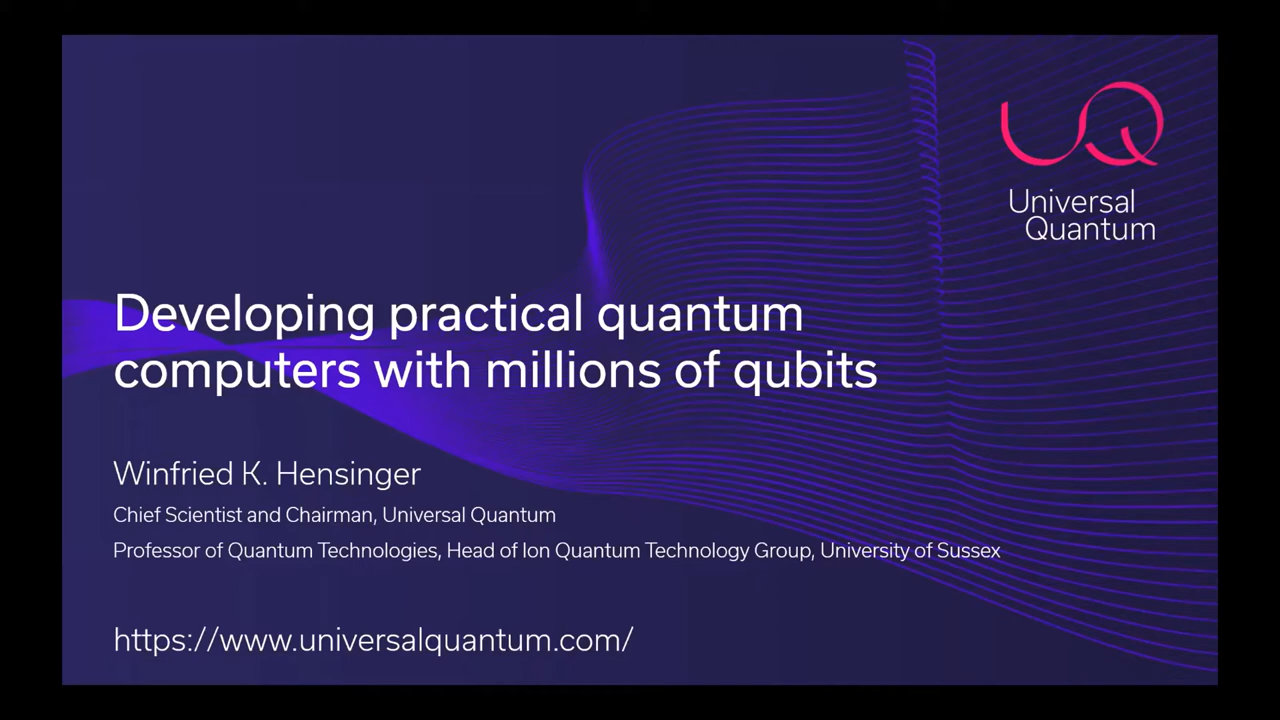 UQ
Universal
Quantum
Developing practical quantum
computers with millions of qubits
Winfried K. Hensinger
Chief Scientist and Chairman, Universal Quantum
Professor of Quantum Technologies, Head of Ion Quantum Technology Group, University of Sussex
https://www.universalquantum.com/